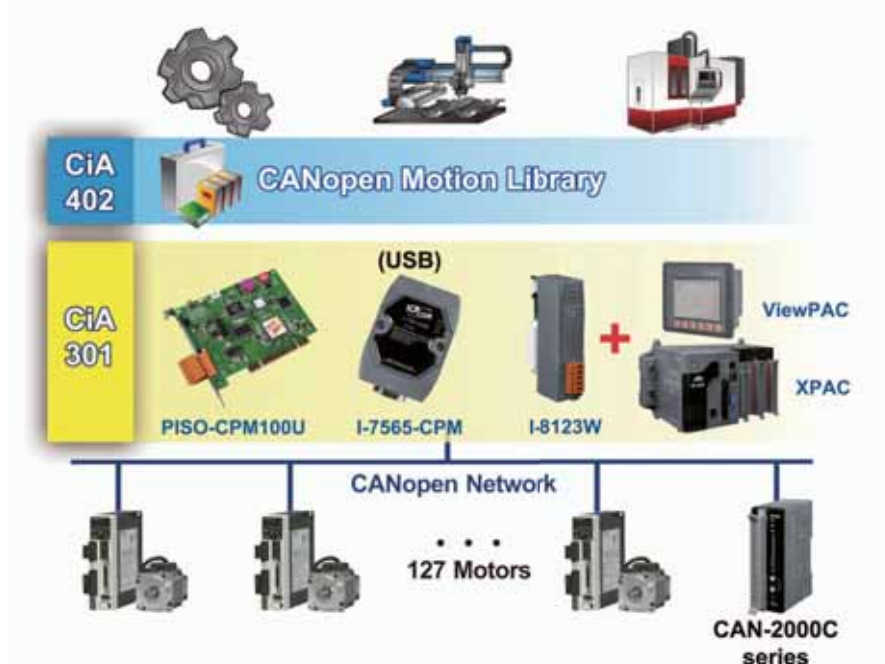 CiA
402
CANopen Motion Library
CiA
301
(USB)
ViewPAC
XPAC
PISO-CPM100U
I-7565-CPM
I-8123W
CANopen Network
• • •
127 Motors
CAN-2000C
series